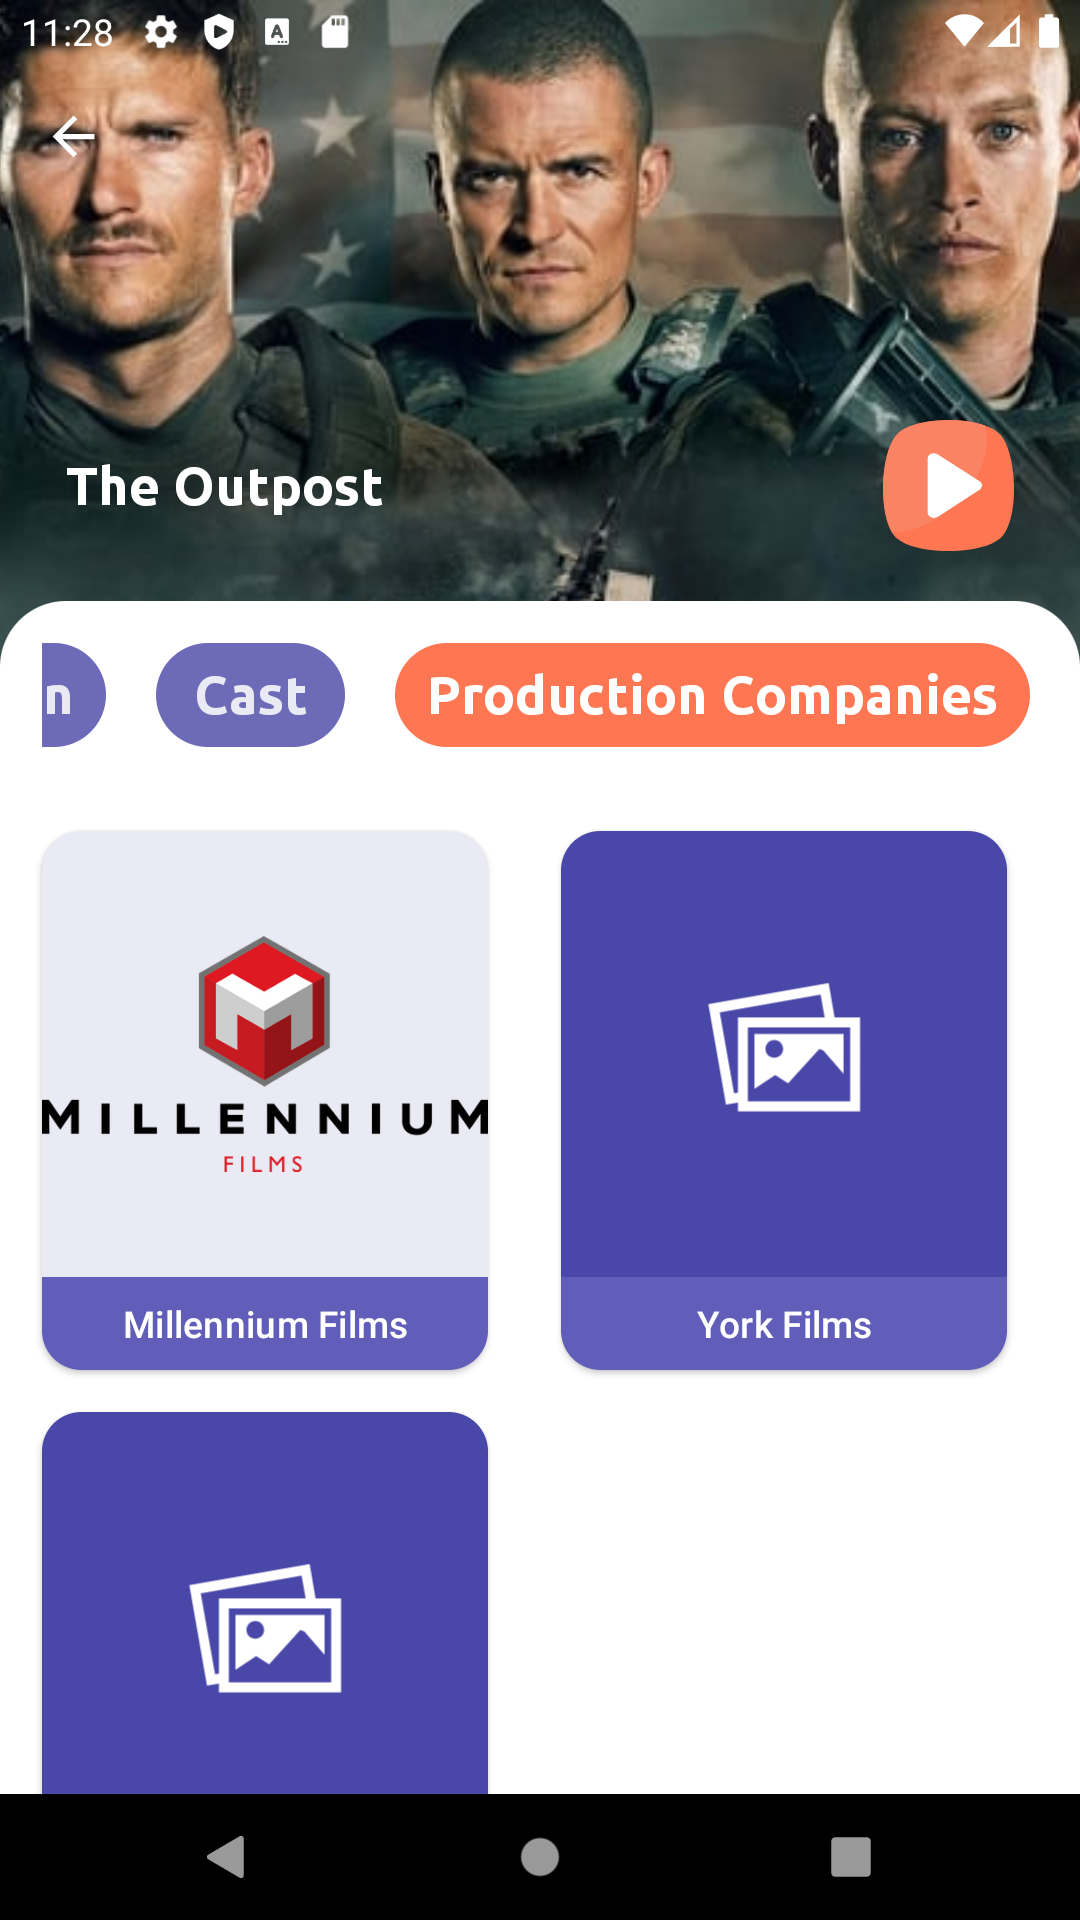 11:28
The Outpost
n
Cast
Production Companies
MILLENNIUM
FILMS
Millennium Films
York Films